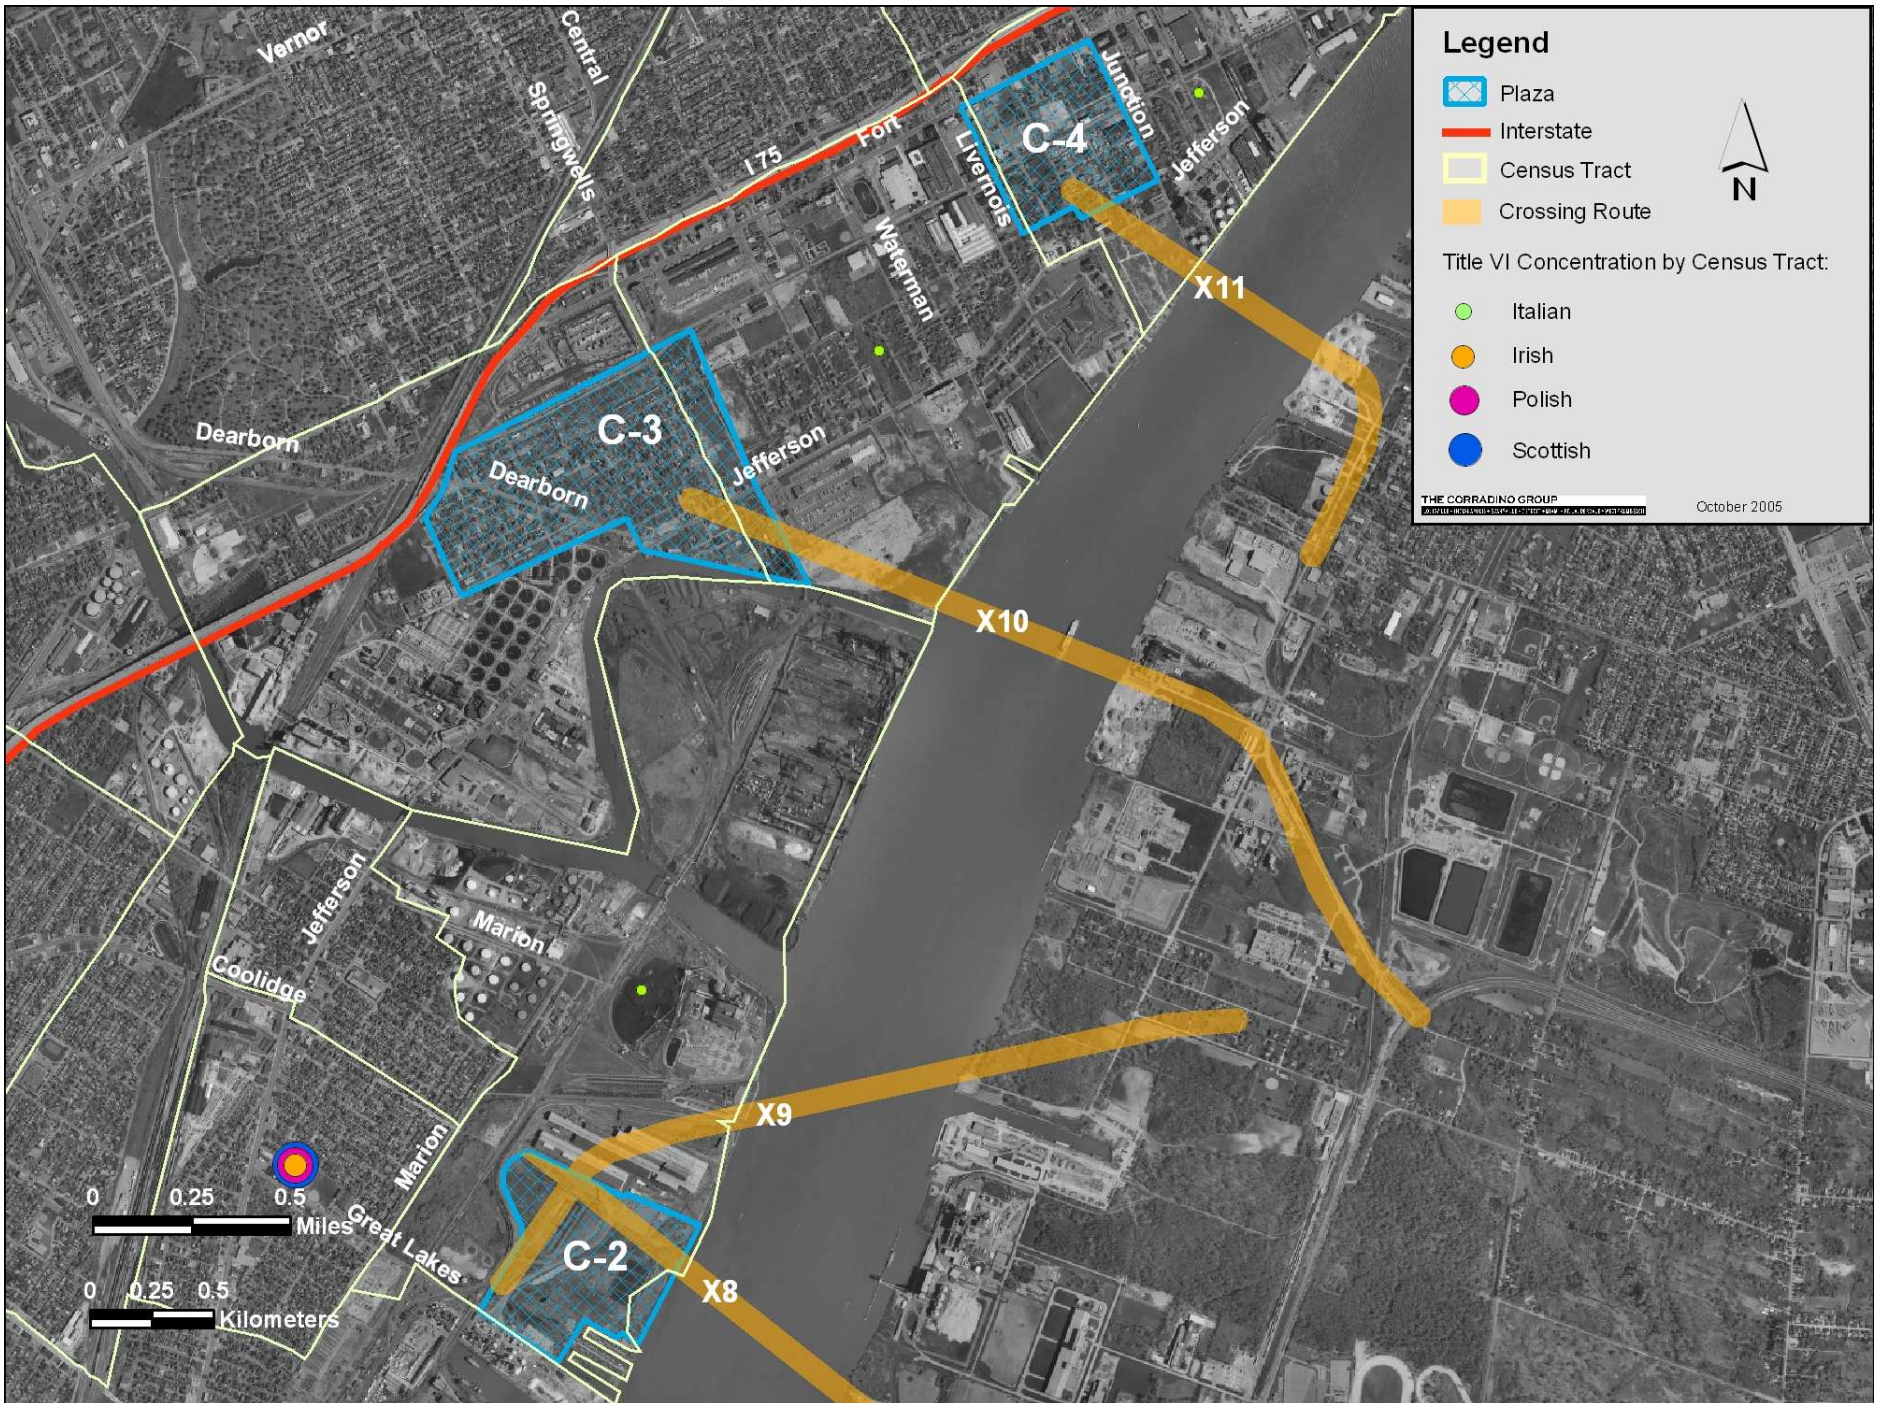 Vernor
Central
Springwells
I 75
Fort
Livernois
Junction
Jefferson
C-4
Waterman
X11
Dearborn
C-3
Dearborn
Jefferson
X10
Jefferson
Marion
Coolidge
Marion
X9
Great Lakes
C-2
X8
0 0.25 0.5
Miles
0 0.25 0.5
Kilometers
Legend
Plaza
Interstate
Census Tract
Crossing Route
N
Title VI Concentration by Census Tract:
Italian
Irish
Polish
Scottish
THE CORRADINO GROUP
October 2005